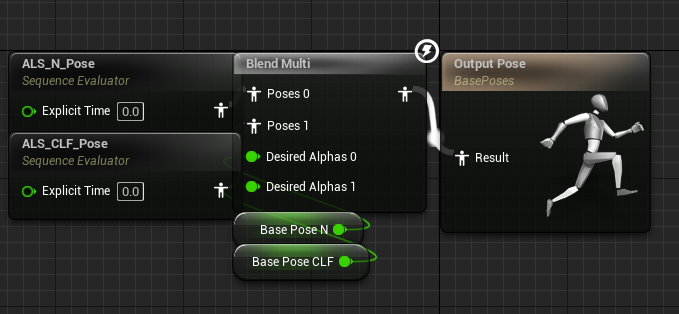 ALS_N_Pose
Sequence Evaluator
Explicit Time 0.0
ALS_CLF_Pose
Sequence Evaluator
Explicit Time 0.0
Blend Multi
Poses 0
Poses 1
Desired Alphas 0
Desired Alphas 1
Base Pose N
Base Pose CLF
Output Pose
BasePoses
Result